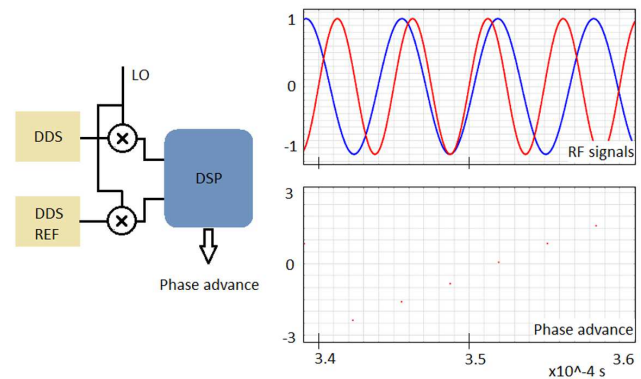 LO
DDS
DSP
DDS
REF
Phase advance
1
0
-1
RF signals
3
0
-3
Phase advance
3.4
3.5
3.6
x10^-4 s